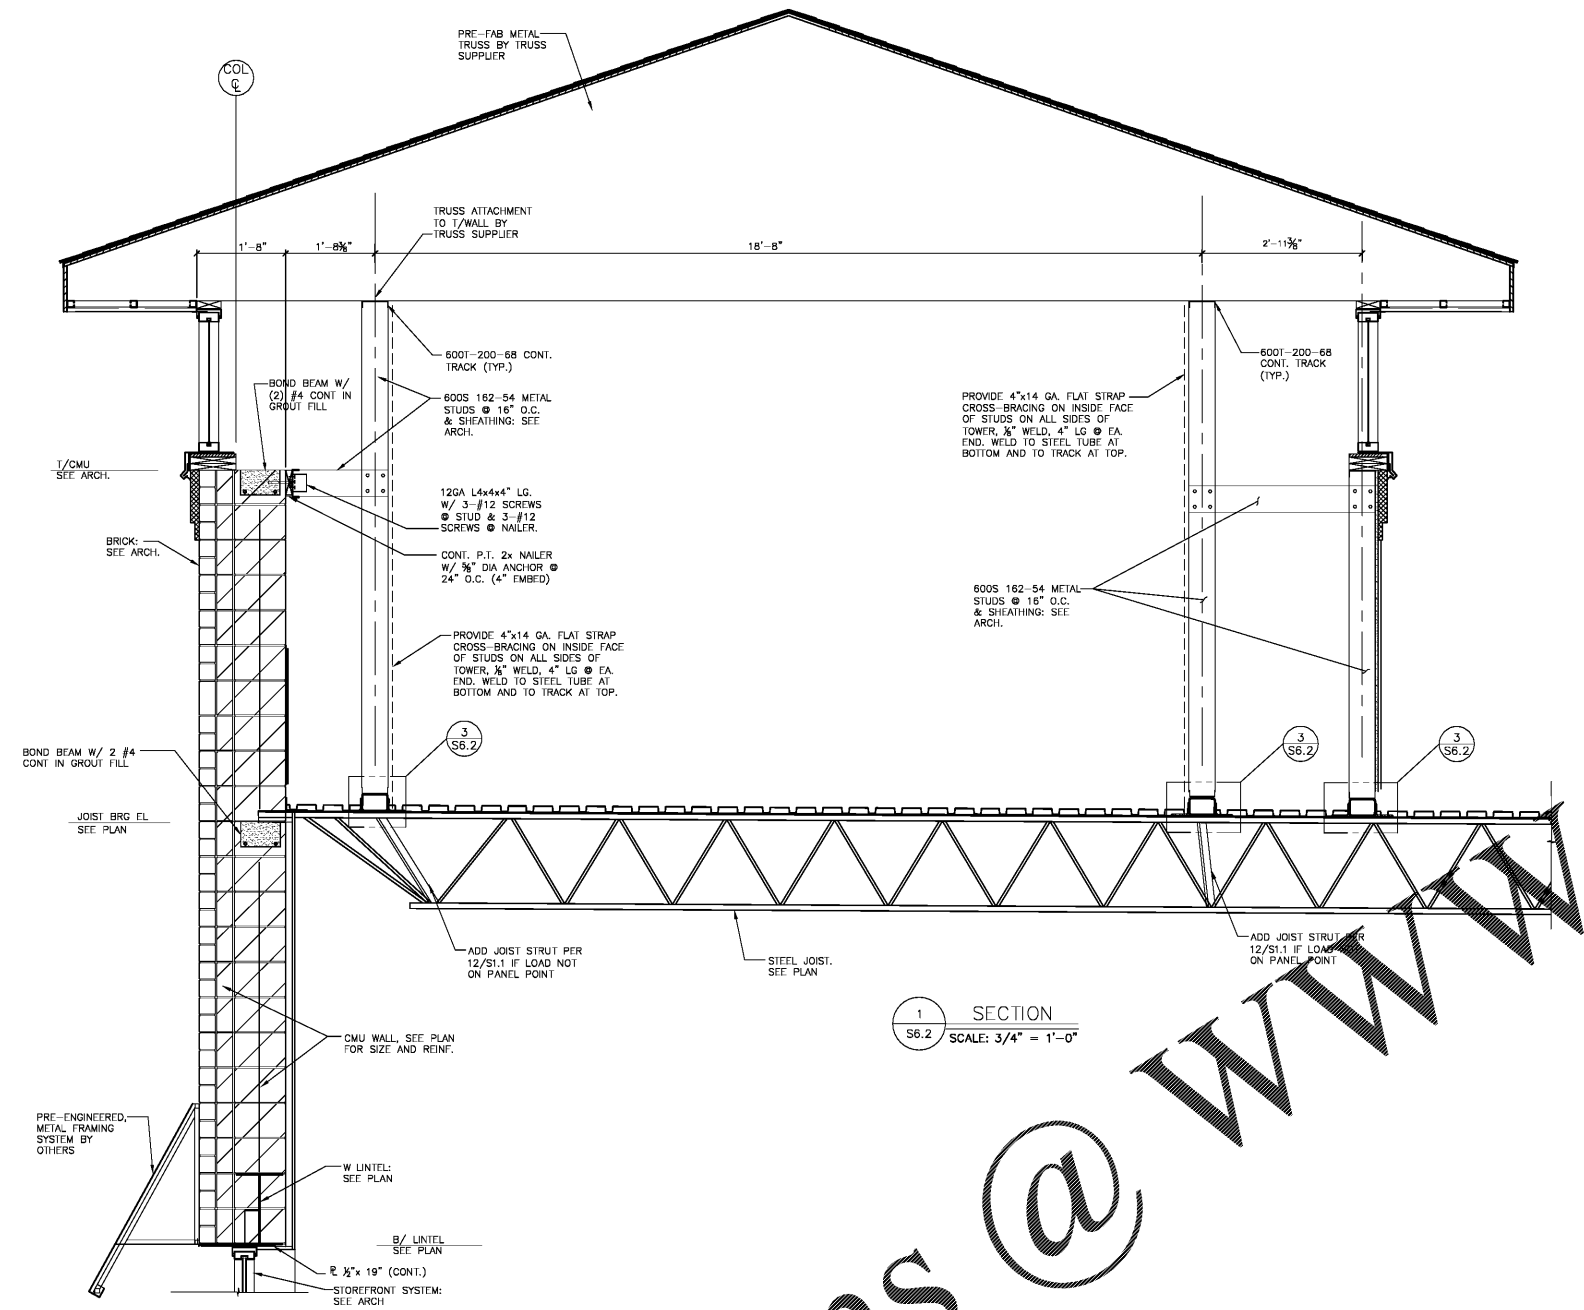 PRE-FAB METAL
TRUSS BY TRUSS
SUPPLIER
COL
℄
TRUSS ATTACHMENT
TO T/WALL BY
TRUSS SUPPLIER
1'-8"
1'-8⅜"
18'-8"
2'-11⅜"
600T-200-68 CONT.
TRACK (TYP.)
BOND BEAM W/
(2) #4 CONT IN
GROUT FILL
600S 162-54 METAL
STUDS @ 16" O.C.
& SHEATHING: SEE
ARCH.
600T-200-68
CONT. TRACK
(TYP.)
PROVIDE 4"x14 GA. FLAT STRAP
CROSS-BRACING ON INSIDE FACE
OF STUDS ON ALL SIDES OF
TOWER, ⅛" WELD, 4" LG @ EA.
END. WELD TO STEEL TUBE AT
BOTTOM AND TO TRACK AT TOP.
T/CMU
SEE ARCH.
12GA L4x4x4" LG.
W/ 3-#12 SCREWS
@ STUD & 3-#12
SCREWS @ NAILER.
BRICK:
SEE ARCH.
CONT. P.T. 2x NAILER
W/ ⅝" DIA ANCHOR @
24" O.C. (4" EMBED)
600S 162-54 METAL
STUDS @ 16" O.C.
& SHEATHING: SEE
ARCH.
PROVIDE 4"x14 GA. FLAT STRAP
CROSS-BRACING ON INSIDE FACE
OF STUDS ON ALL SIDES OF
TOWER, ⅛" WELD, 4" LG @ EA.
END. WELD TO STEEL TUBE AT
BOTTOM AND TO TRACK AT TOP.
3
S6.2
3
S6.2
3
S6.2
BOND BEAM W/ 2 #4
CONT IN GROUT FILL
JOIST BRG EL
SEE PLAN
ADD JOIST STRUT PER
12/S1.1 IF LOAD NOT
ON PANEL POINT
STEEL JOIST.
SEE PLAN
ADD JOIST STRUT PER
12/S1.1 IF LOAD NOT
ON PANEL POINT
1
S6.2
SECTION
SCALE: 3/4" = 1'-0"
CMU WALL, SEE PLAN
FOR SIZE AND REINF.
PRE-ENGINEERED,
METAL FRAMING
SYSTEM BY
OTHERS
W LINTEL:
SEE PLAN
B/ LINTEL
SEE PLAN
℄ ½"x 19" (CONT.)
STOREFRONT SYSTEM:
SEE ARCH
@ WWW